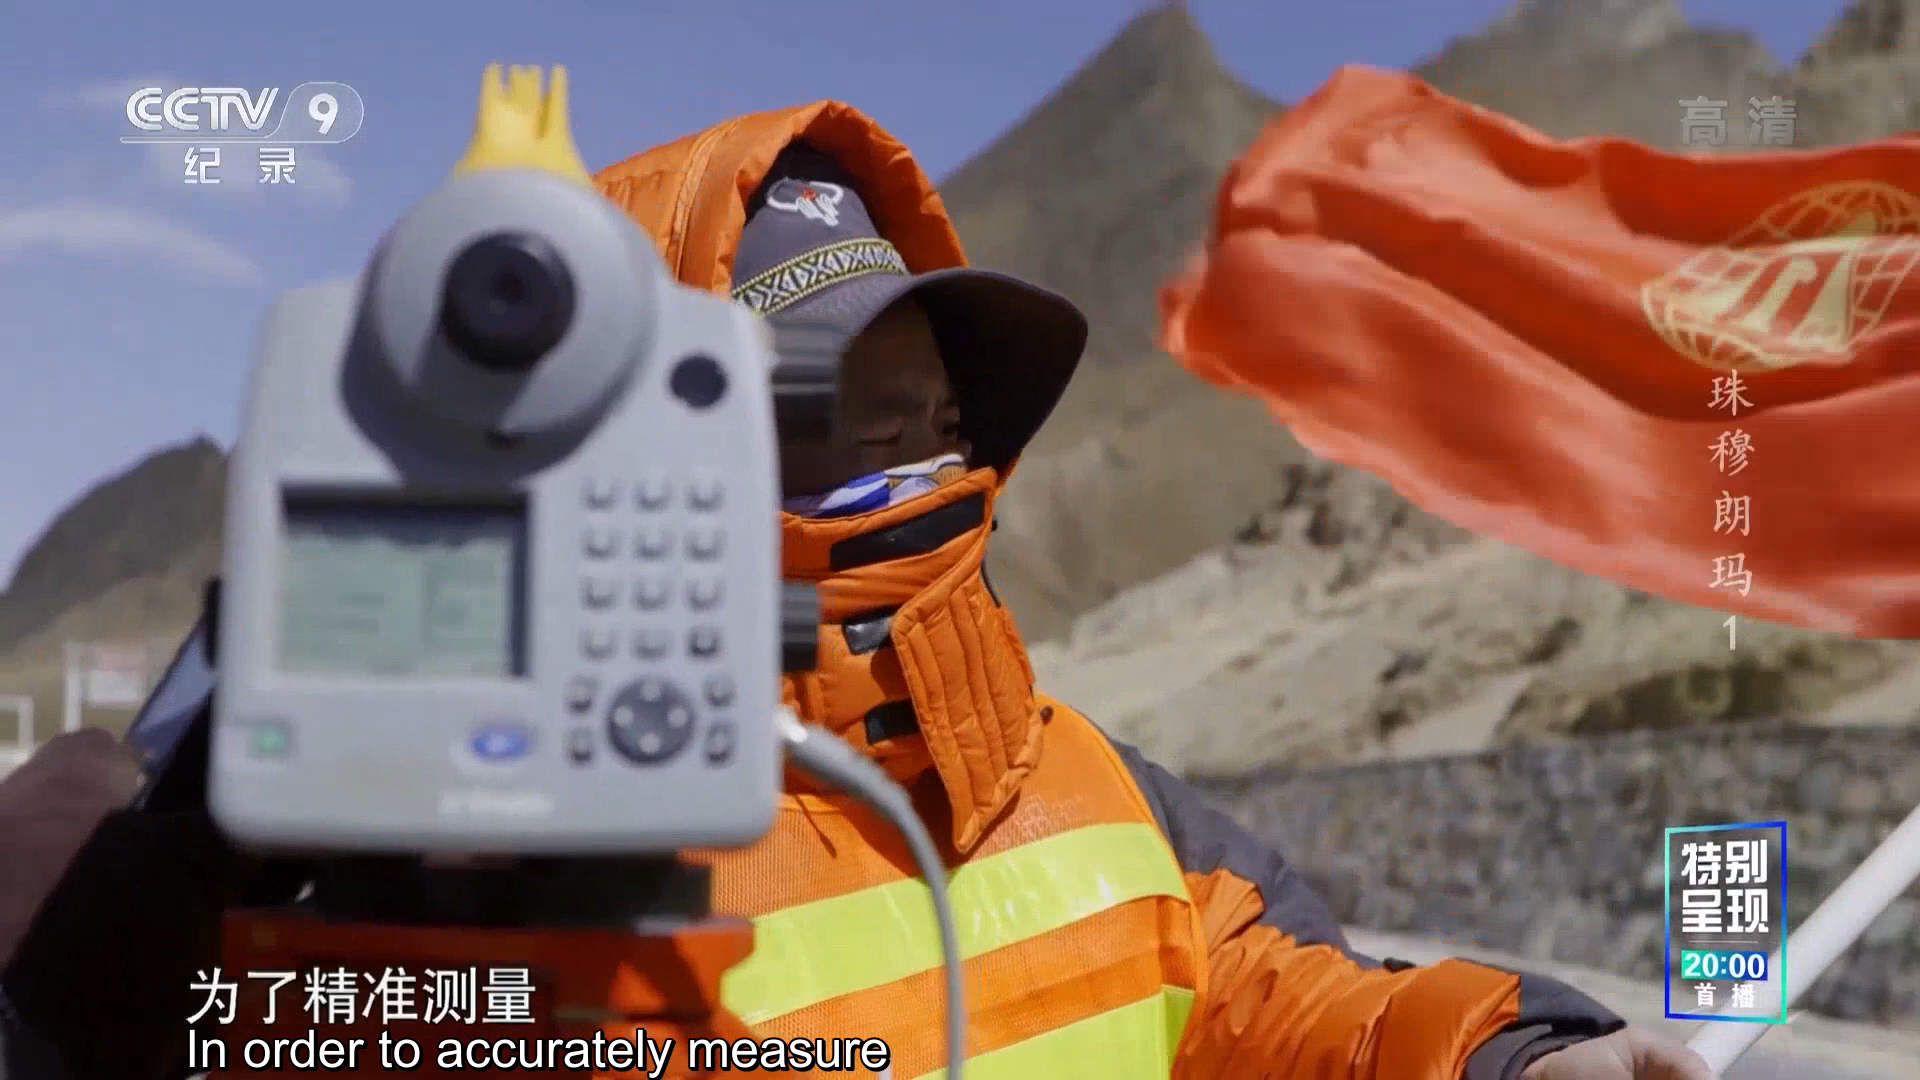 CCTV 9
纪录
高清
珠穆朗玛1
特别
呈现
20:00
首播
为了精准测量
In order to accurately measure